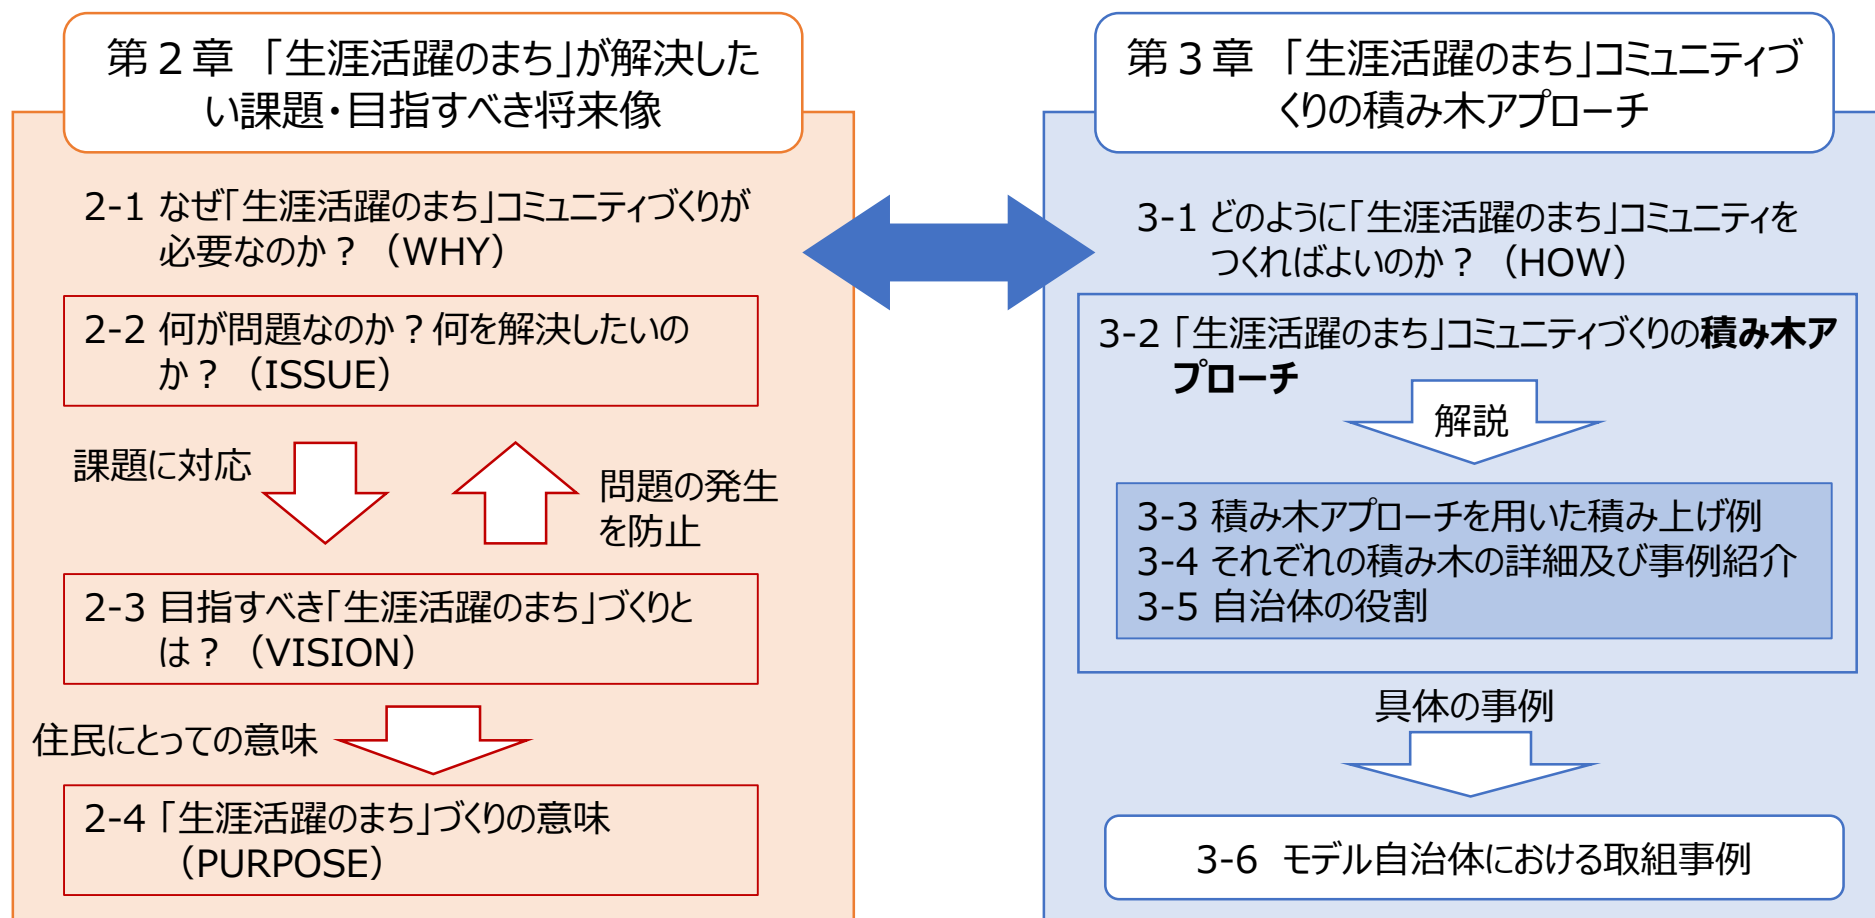 第２章 「生涯活躍のまち」が解決した
い課題・目指すべき将来像
2-1 なぜ「生涯活躍のまち」コミュニティづくりが
必要なのか？（WHY）
2-2 何が問題なのか？何を解決したいの
か？（ISSUE）
課題に対応
問題の発生
を防止
2-3 目指すべき「生涯活躍のまち」づくりと
は？（VISION）
住民にとっての意味
2-4 「生涯活躍のまち」づくりの意味
（PURPOSE）
第３章 「生涯活躍のまち」コミュニティづ
くりの積み木アプローチ
3-1 どのように「生涯活躍のまち」コミュニティを
つくればよいのか？（HOW）
3-2 「生涯活躍のまち」コミュニティづくりの積み木ア
プローチ
解説
3-3 積み木アプローチを用いた積み上げ例
3-4 それぞれの積み木の詳細及び事例紹介
3-5 自治体の役割
具体の事例
3-6 モデル自治体における取組事例